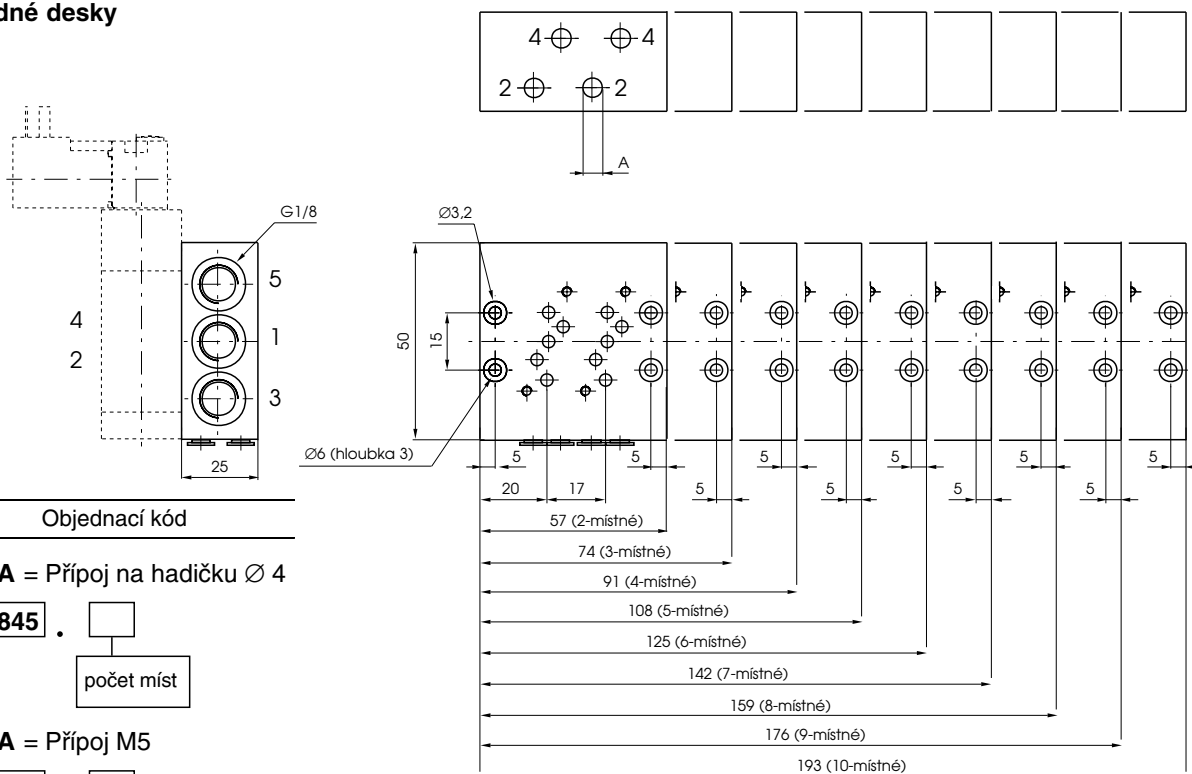 dné desky
4 4
2 2
A
G1/8
5
4
1
2
3
25
Ø3,2
50
15
Ø6 (hloubka 3)
5 5 5 5 5 5
20 17 5 5 5 5
57 (2-místné)
74 (3-místné)
91 (4-místné)
108 (5-místné)
125 (6-místné)
142 (7-místné)
159 (8-místné)
176 (9-místné)
193 (10-místné)
Objednací kód
A = Přípoj na hadičku Ø 4
845 .
počet míst
A = Přípoj M5